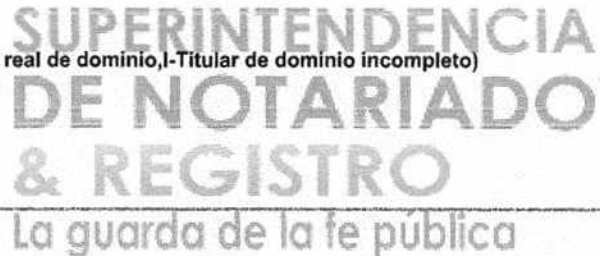 SUPERINTENDENCIA
real de dominio,I-Titular de dominio incompleto)
DE NOTARIADO
& REGISTRO
La guarda de la fe pública